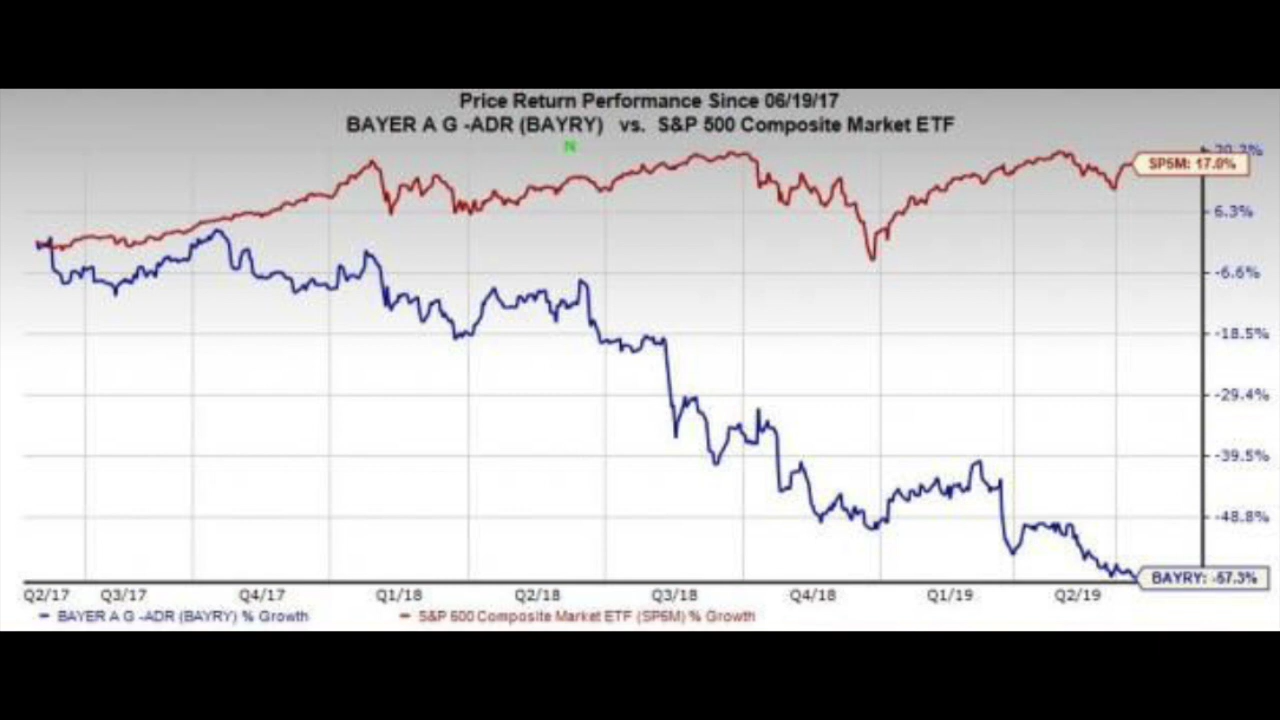 Price Return Performance Since 06/19/17
BAYER A G -ADR (BAYRY) vs. S&P 500 Composite Market ETF
N
20.3%
SP5M: 17.0%
6.3%
-6.6%
-18.5%
-29.4%
-39.5%
-48.8%
BAYRY: -57.3%
Q2/17 Q3/17 Q4/17 Q1/18 Q2/18 Q3/18 Q4/18 Q1/19 Q2/19
BAYER A G -ADR (BAYRY) % Growth S&P 500 Composite Market ETF (SP5M) % Growth